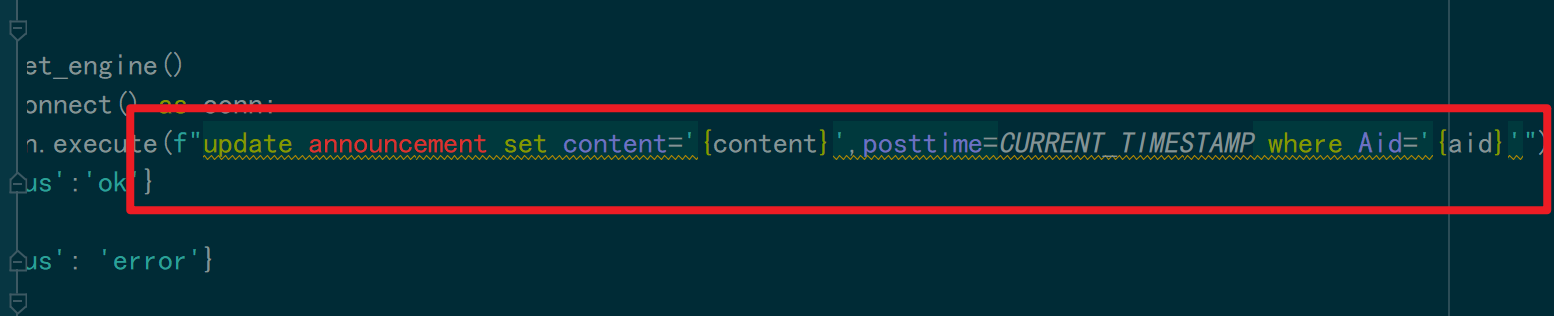 et_engine()
onnect() as conn:
n.execute(f"update announcement set content='{content}',posttime=CURRENT_TIMESTAMP where Aid='{aid}'")
us':'ok'}
us': 'error'}